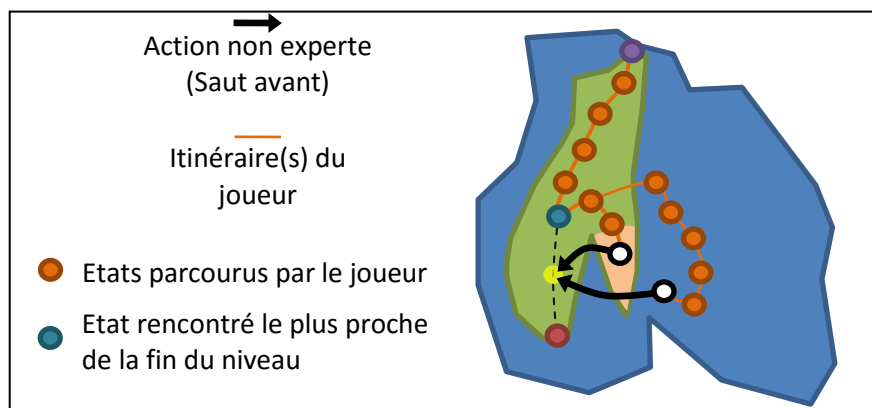 Action non experte
(Saut avant)
Itinéraire(s) du
joueur
Etats parcourus par le joueur
Etat rencontré le plus proche
de la fin du niveau